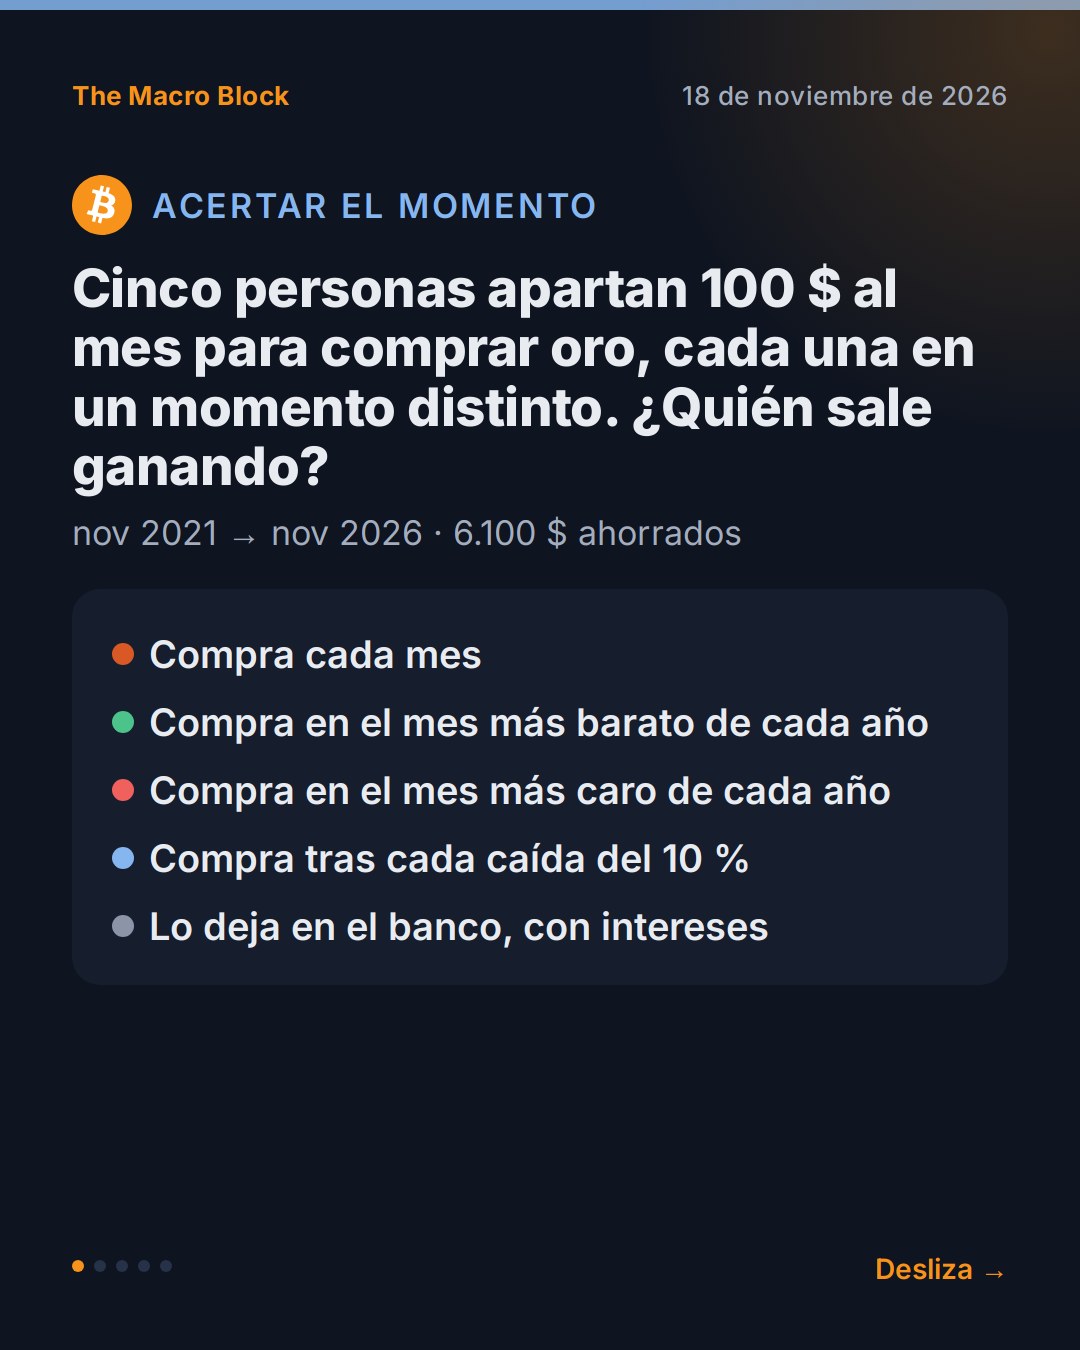 The Macro Block
18 de noviembre de 2026
ACERTAR EL MOMENTO
Cinco personas apartan 100 $ al
mes para comprar oro, cada una en
un momento distinto. ¿Quién sale
ganando?
nov 2021 → nov 2026 · 6.100 $ ahorrados
Compra cada mes
Compra en el mes más barato de cada año
Compra en el mes más caro de cada año
Compra tras cada caída del 10 %
Lo deja en el banco, con intereses
Desliza →